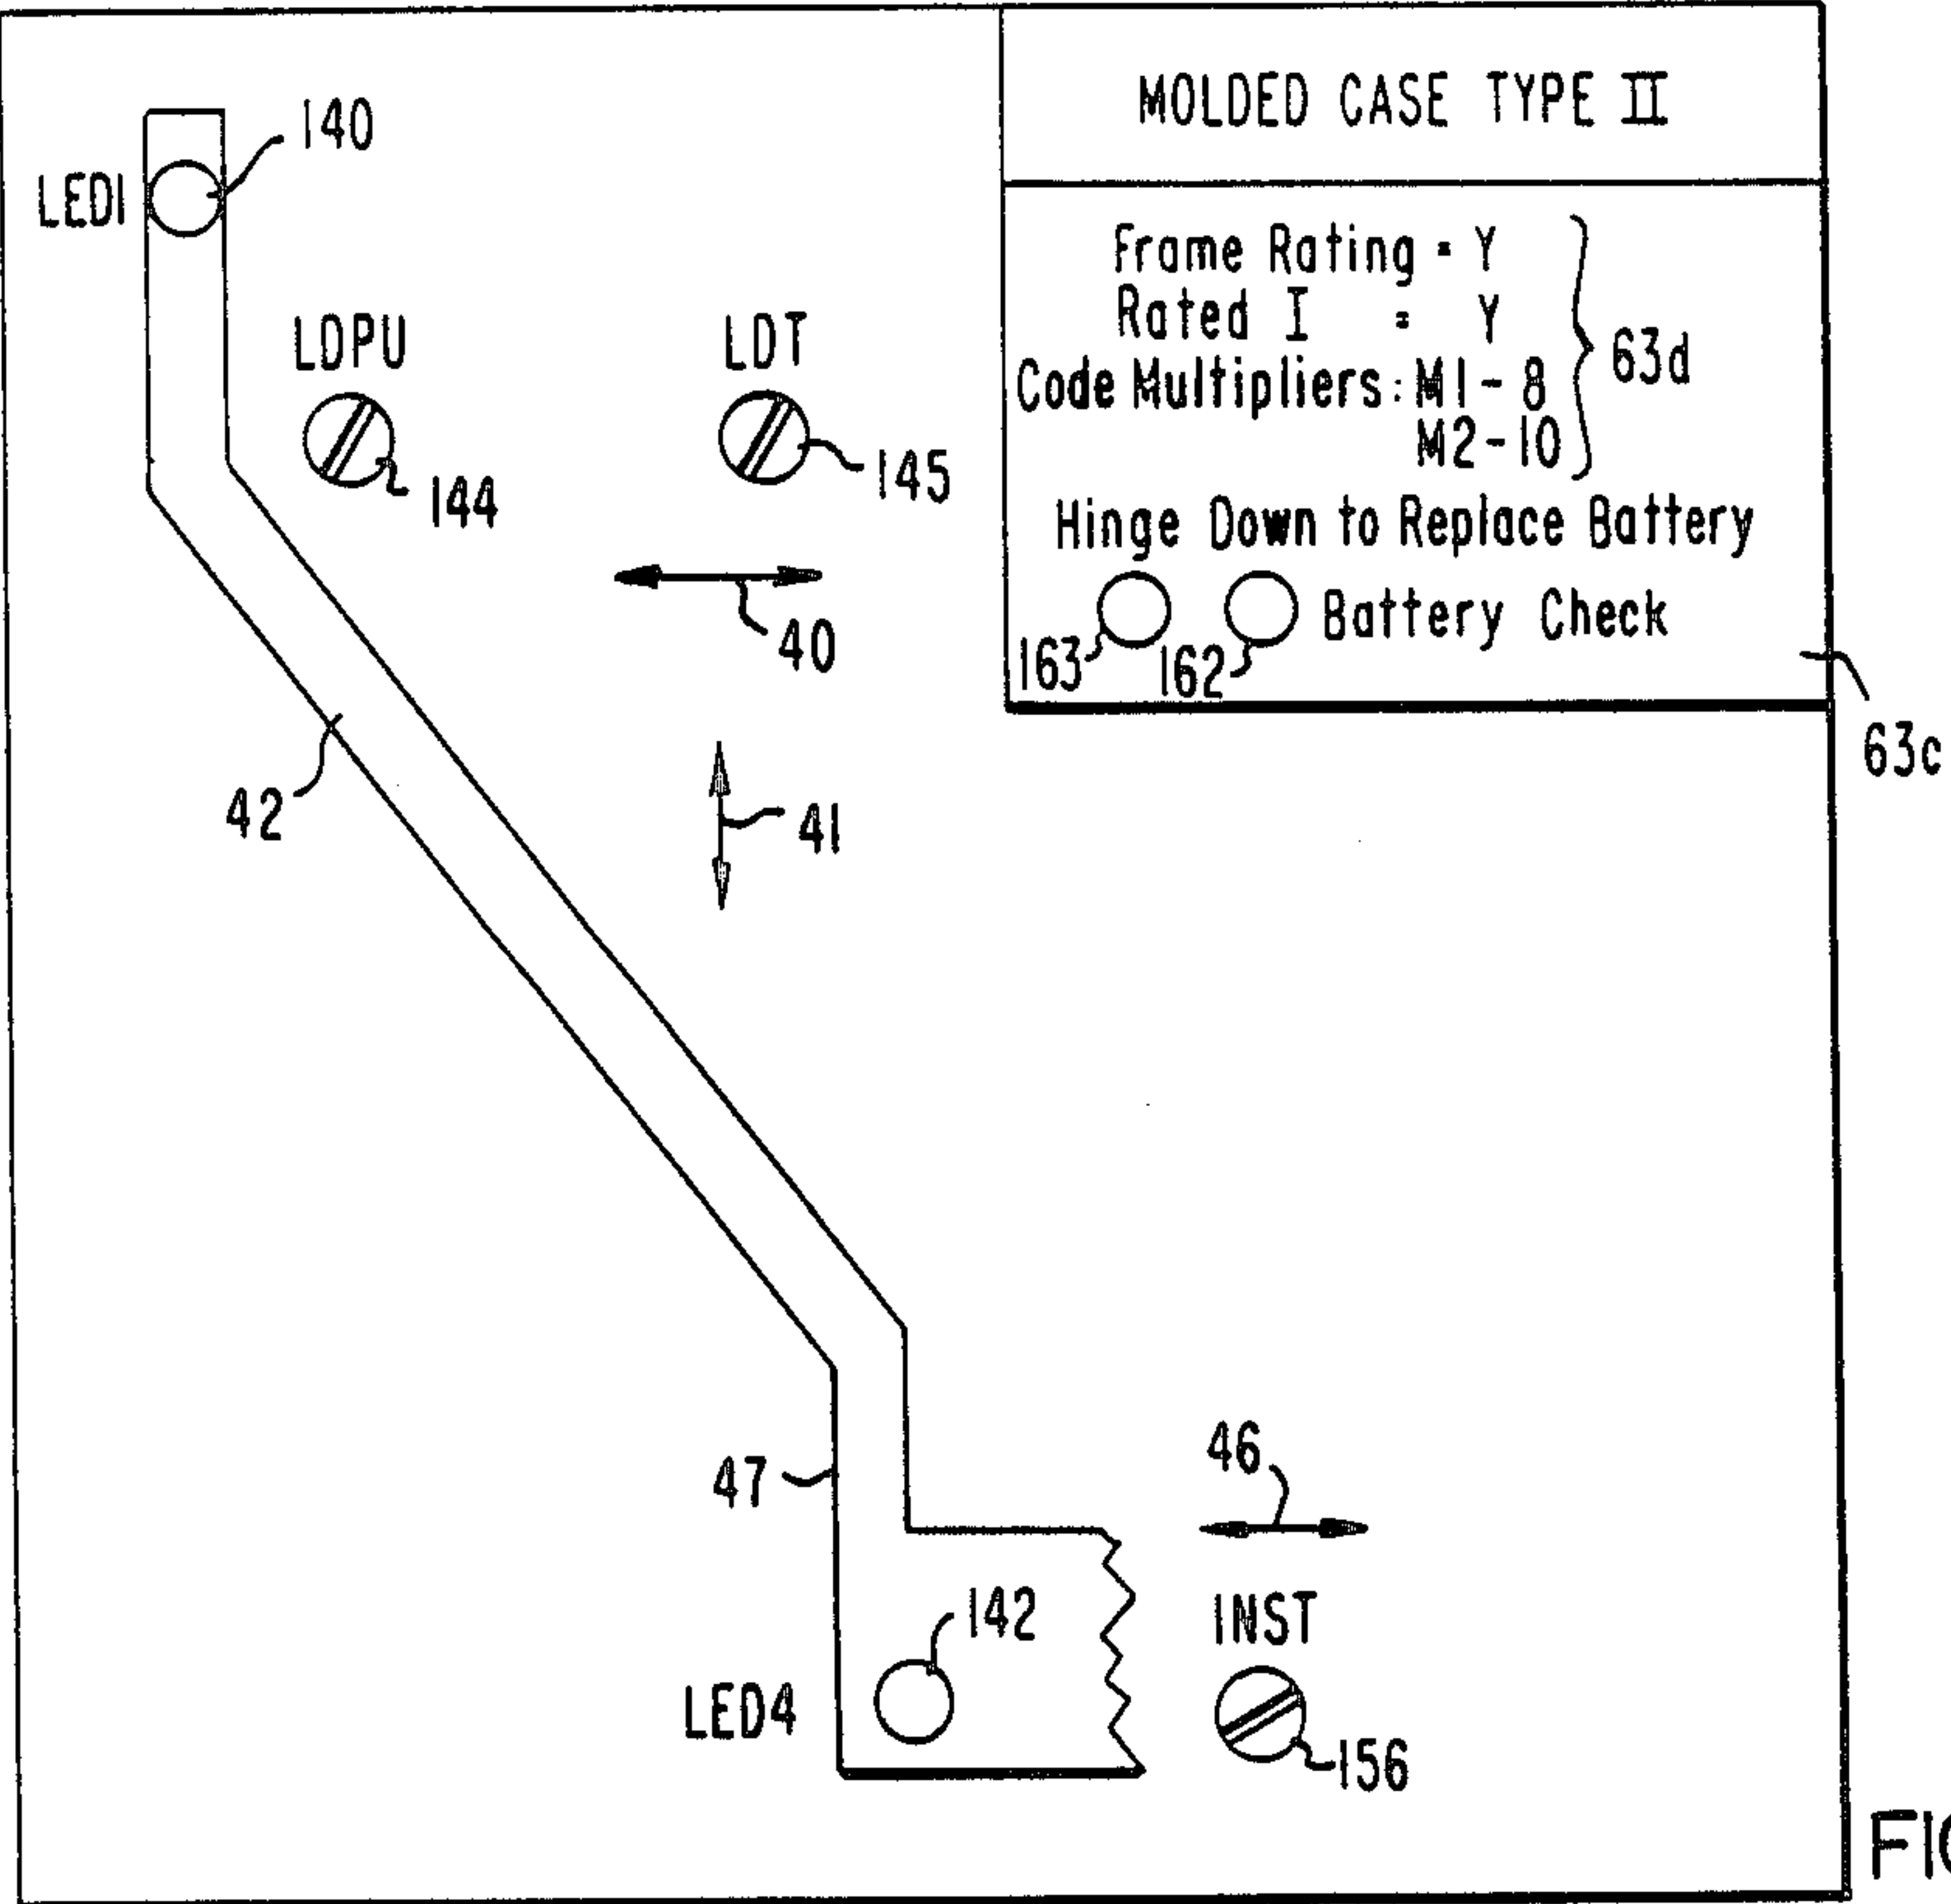 MOLDED CASE TYPE II
140
LED1
Frame Rating = Y
Rated I = Y
Code Multipliers: M1-8
M2-10
63d
LDPU
LDT
144
145
Hinge Down to Replace Battery
Battery Check
40
163
162
63c
42
41
47
46
142
INST
LED4
156